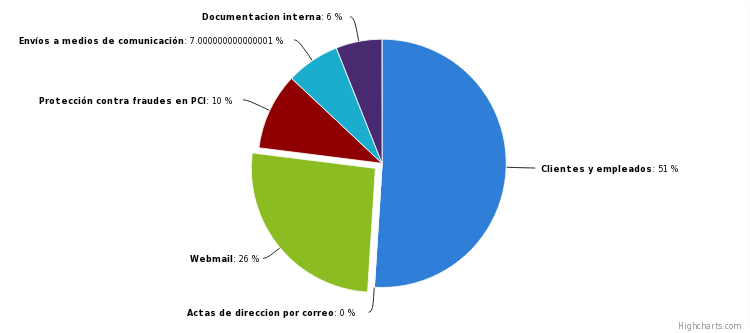 Documentacion interna: 6 %
Envíos a medios de comunicación: 7.000000000000001 %
Protección contra fraudes en PCI: 10 %
Clientes y empleados: 51 %
Webmail: 26 %
Actas de direccion por correo: 0 %
Highcharts.com